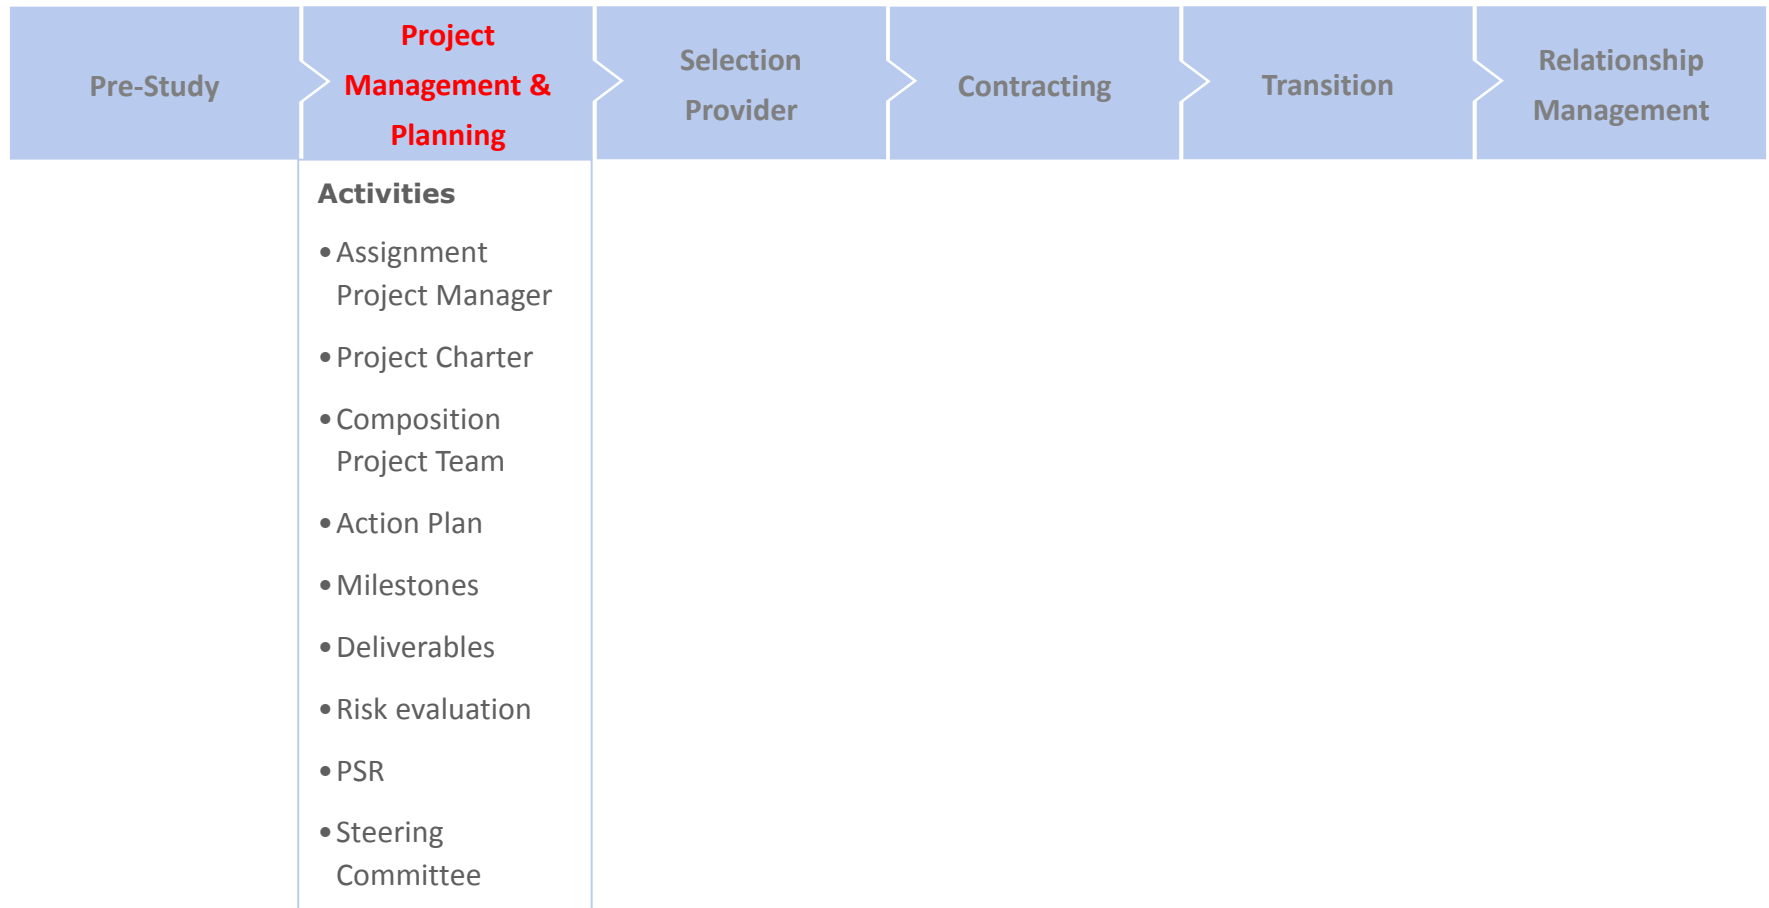 Pre-Study
Project
Management &
Planning
Selection
Provider
Contracting
Transition
Relationship
Management
Activities
•Assignment
Project Manager
•Project Charter
•Composition
Project Team
•Action Plan
•Milestones
•Deliverables
•Risk evaluation
•PSR
•Steering
Committee